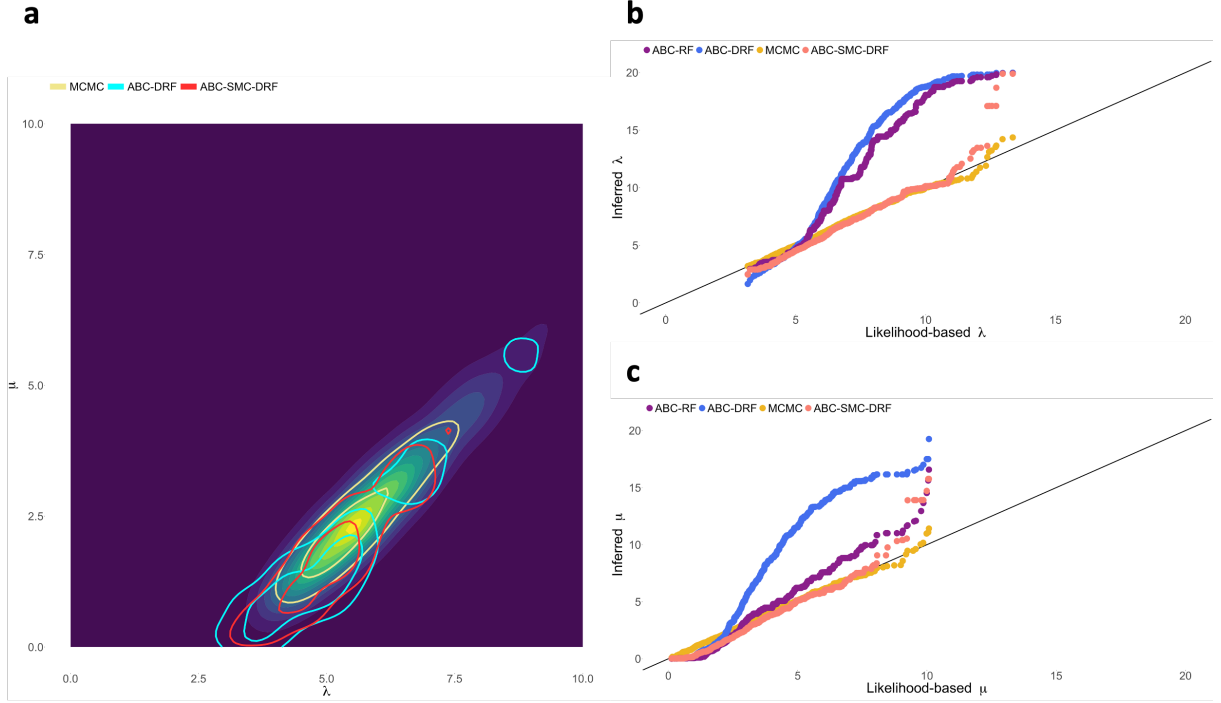 a
MCMC ABC-DRF ABC-SMC-DRF
10.0
7.5
μ
5.0
2.5
0.0
0.0 2.5 5.0 7.5 10.0
λ
b
ABC-RF ABC-DRF MCMC ABC-SMC-DRF
20
15
Inferred λ
10
5
0
0 5 10 15 20
Likelihood-based λ
c
ABC-RF ABC-DRF MCMC ABC-SMC-DRF
20
15
Inferred μ
10
5
0
0 5 10 15 20
Likelihood-based μ